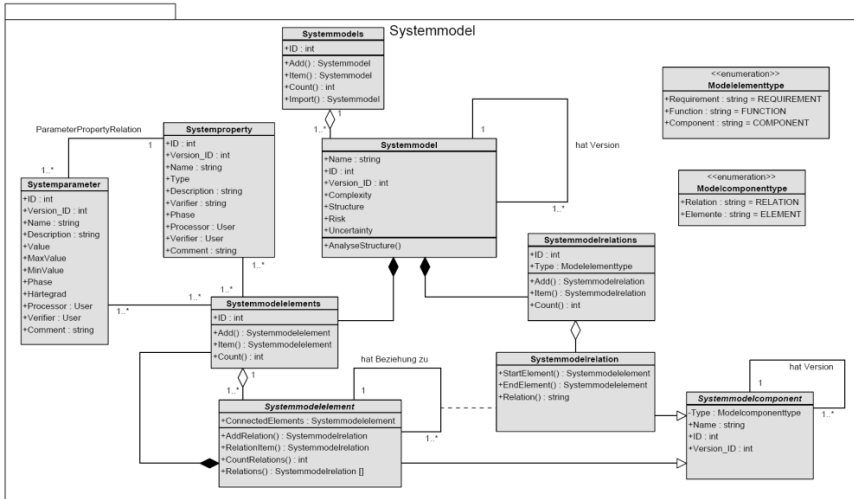 Systemmodel
Systemmodels
+ID : int
+Add() : Systemmodel
+Item() : Systemmodel
+Count() : int
+Import() : Systemmodel
1
1..*
<<enumeration>>
Modelelementtype
+Requirement : string = REQUIREMENT
+Function : string = FUNCTION
+Component : string = COMPONENT
ParameterPropertyRelation
1
1..*
Systemproperty
+ID : int
+Version_ID : int
+Name : string
+Type
+Description : string
+Varifier : string
+Phase
+Processor : User
+Verifier : User
+Comment : string
1..*
1..*
Systemmodel
+Name : string
+ID : int
+Version_ID : int
+Complexity
+Structure
+Risk
+Uncertainty
+AnalyseStructure()
1
hat Version
1..*
<<enumeration>>
Modelcomponenttype
+Relation : string = RELATION
+Elemente : string = ELEMENT
Systemparameter
+ID : int
+Version_ID : int
+Name : string
+Description : string
+Value
+MaxValue
+MinValue
+Phase
+Härtegrad
+Processor : User
+Verifier : User
+Comment : string
1..*
1..*
Systemmodelrelations
+ID : int
+Type : Modelelementtype
+Add() : Systemmodelrelation
+Item() : Systemmodelrelation
+Count() : int
Systemmodelelements
+ID : int
+Add() : Systemmodelelement
+Item() : Systemmodelelement
+Count() : int
1
1..*
hat Beziehung zu
1
1..*
Systemmodelrelation
+StartElement() : Systemmodelelement
+EndElement() : Systemmodelelement
+Relation() : string
hat Version
1
1..*
Systemmodelelement
+ConnectedElements : Systemmodelelement
+AddRelation() : Systemmodelrelation
+RelationItem() : Systemmodelrelation
+CountRelations() : int
+Relations() : Systemmodelrelation []
Systemmodelcomponent
-Type : Modelcomponenttype
+Name : string
+ID : int
+Version_ID : int